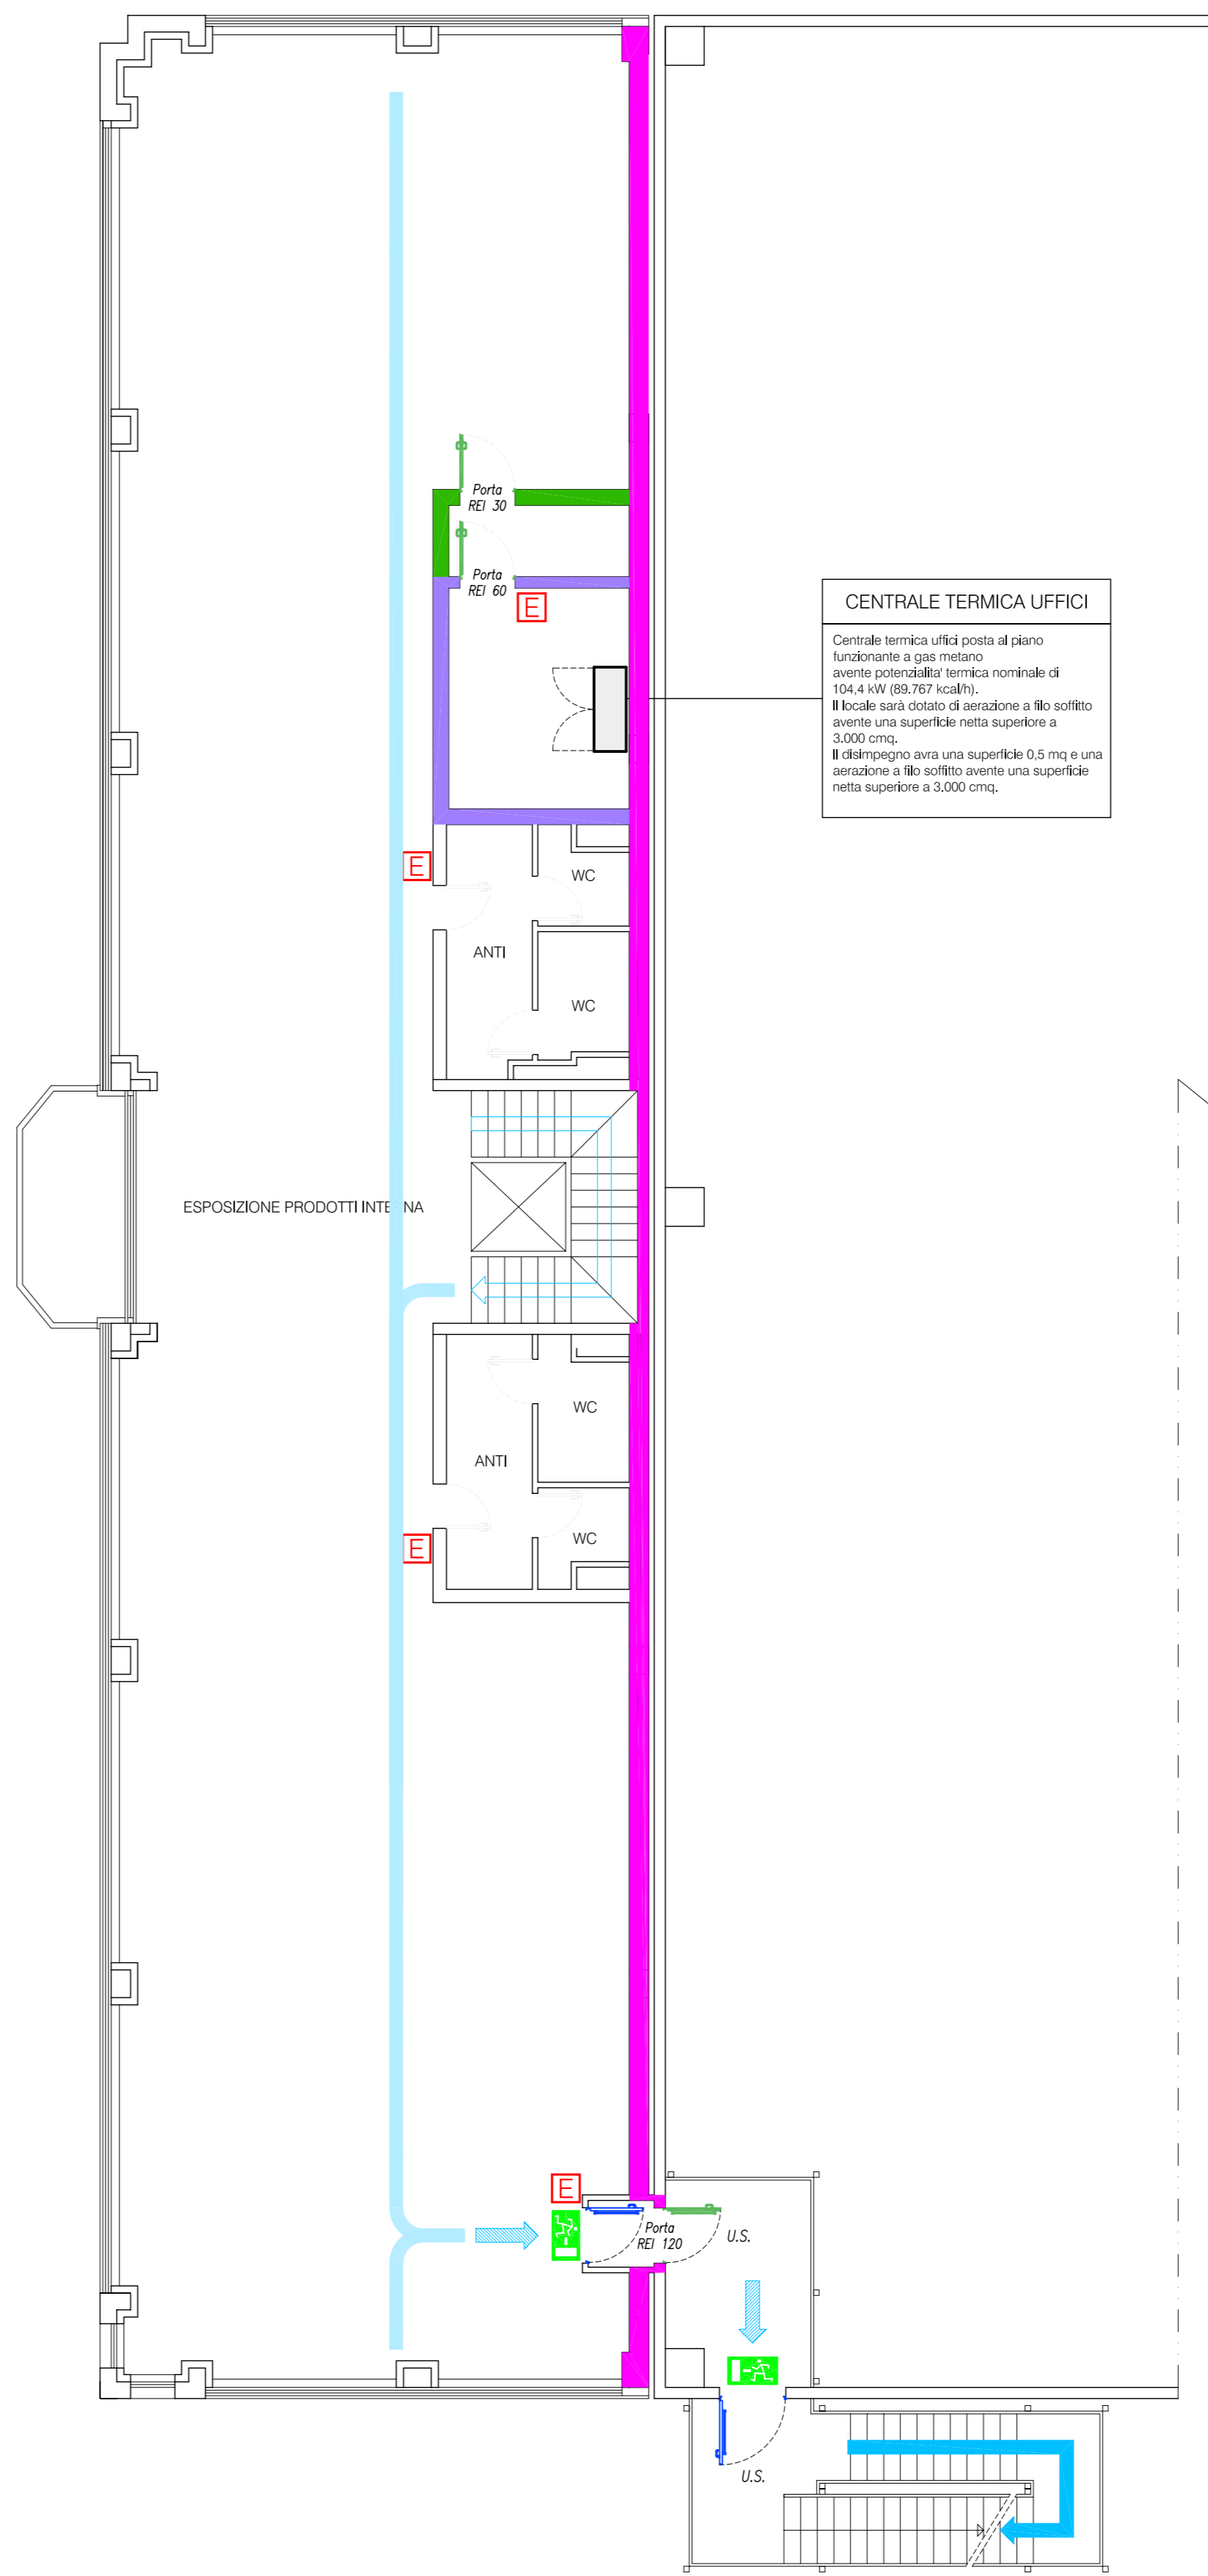 Porta
REI 30
Porta
REI 60
E
CENTRALE TERMICA UFFICI
Centrale termica uffici posta al piano
funzionante a gas metano
avente potenzialita' termica nominale di
104,4 kW (89.767 kcal/h).
Il locale sarà dotato di aerazione a filo soffitto
avente una superficie netta superiore a
3.000 cmq.
Il disimpegno avra una superficie 0,5 mq e una
aerazione a filo soffitto avente una superficie
netta superiore a 3.000 cmq.
E
WC
ANTI
WC
ESPOSIZIONE PRODOTTI INTERNA
WC
ANTI
WC
E
E
Porta
REI 120
U.S.
U.S.